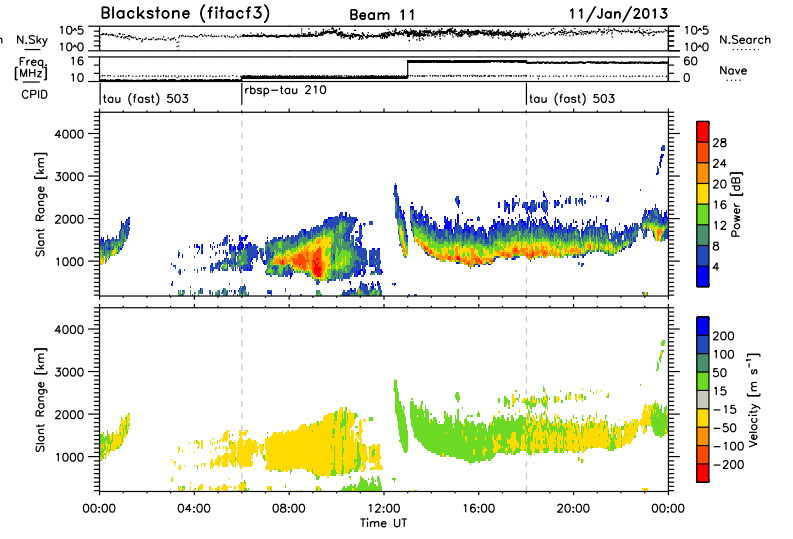 Blackstone (fitacf3) Beam 11 11/Jan/2013
N.Sky 10^5 10^0 10^5 10^0 N.Search
Freq. [MHz] 16 10 60 0 Nave
CPID tau (fast) 503 rbsp-tau 210 tau (fast) 503
Slant Range [km]
4000
3000
2000
1000
28
24
20
16
12
8
4
Power [dB]
Slant Range [km]
4000
3000
2000
1000
200
100
50
15
-15
-50
-100
-200
Velocity [m s⁻¹]
00:00 04:00 08:00 12:00 16:00 20:00 00:00
Time UT